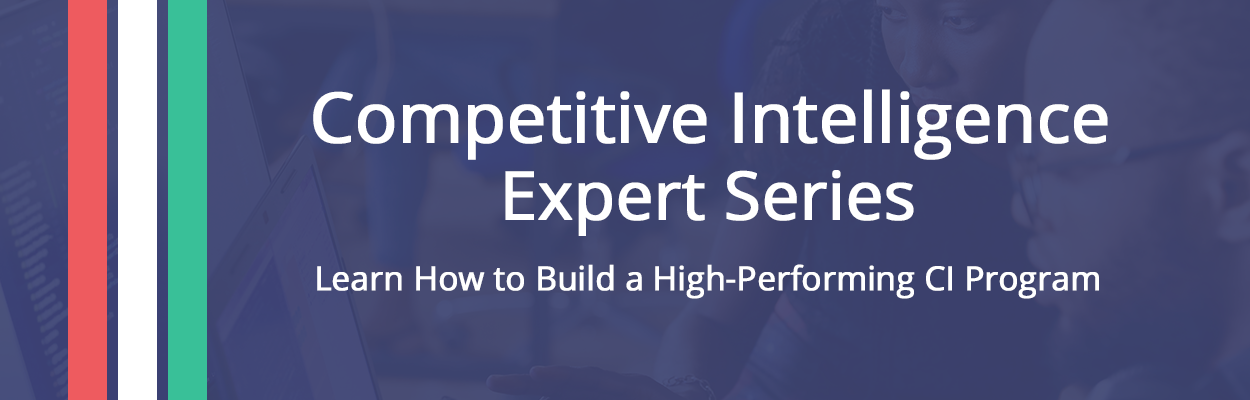 Competitive Intelligence
Expert Series
Learn How to Build a High-Performing CI Program